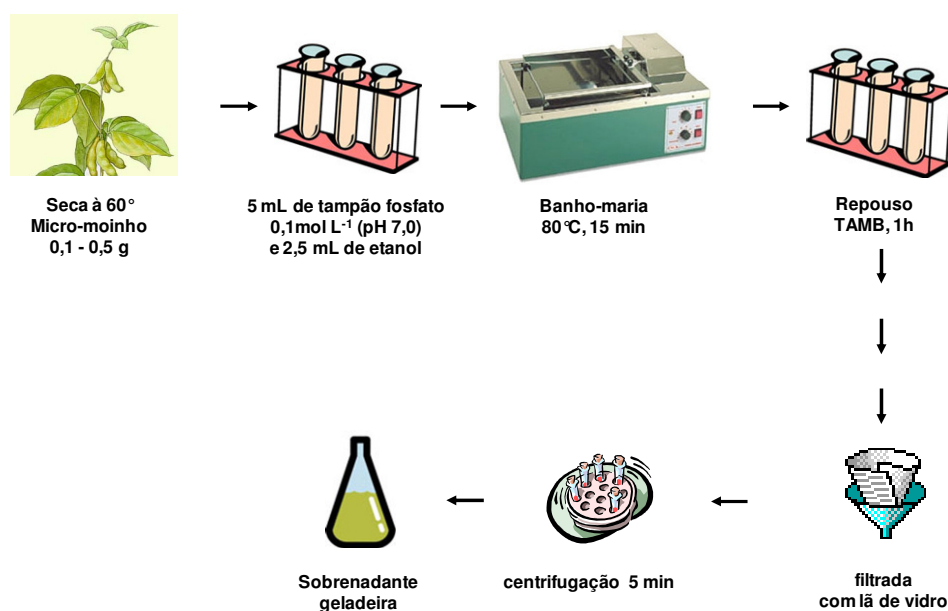 Seca à 60°
Micro-moinho
0,1 - 0,5 g
5 mL de tampão fosfato
0,1mol L⁻¹ (pH 7,0)
e 2,5 mL de etanol
Banho-maria
80°C, 15 min
Repouso
TAMB, 1h
Sobrenadante
geladeira
centrifugação 5 min
filtrada
com lã de vidro